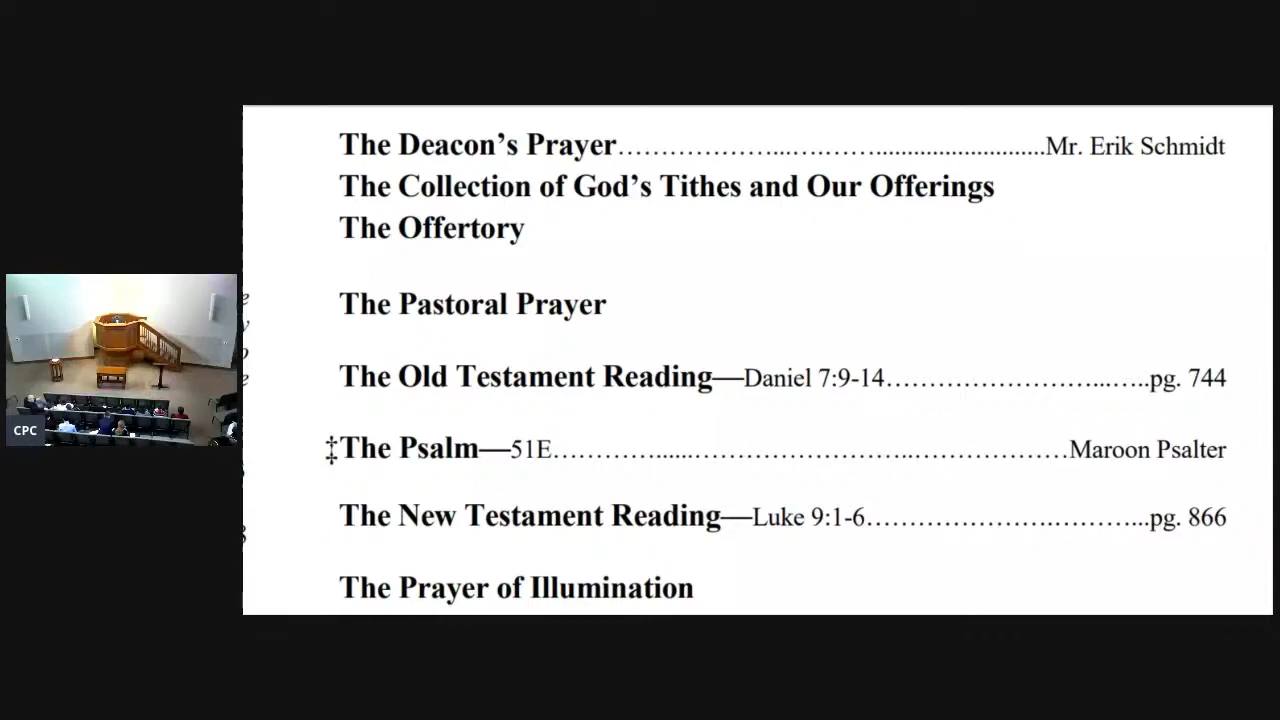 The Deacon’s Prayer…………………...………...........................Mr. Erik Schmidt
The Collection of God’s Tithes and Our Offerings
The Offertory
The Pastoral Prayer
The Old Testament Reading—Daniel 7:9-14……………………...…..pg. 744
‡The Psalm—51E…………......……………………..………………Maroon Psalter
The New Testament Reading—Luke 9:1-6………………….………...pg. 866
The Prayer of Illumination
CPC